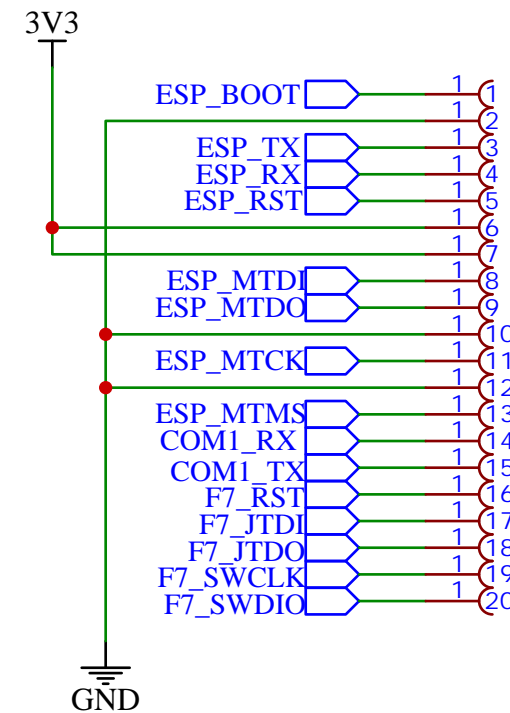 3V3
ESP_BOOT 1 1
1 2
ESP_TX 1 3
ESP_RX 1 4
ESP_RST 1 5
1 6
1 7
ESP_MTDI 1 8
ESP_MTDO 1 9
1 10
ESP_MTCK 1 11
1 12
ESP_MTMS 1 13
COM1_RX 1 14
COM1_TX 1 15
F7_RST 1 16
F7_JTDI 1 17
F7_JTDO 1 18
F7_SWCLK 1 19
F7_SWDIO 1 20
GND